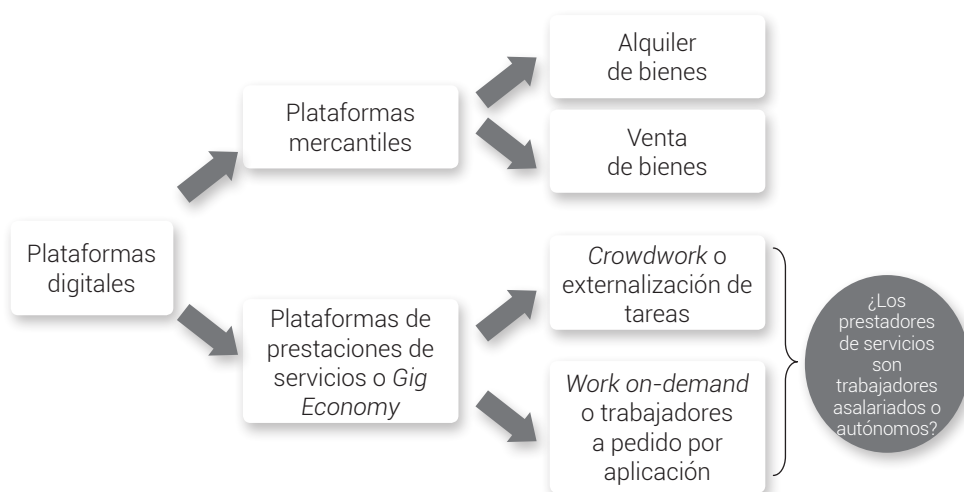 Plataformas
digitales
Plataformas
mercantiles
Alquiler
de bienes
Venta
de bienes
Plataformas de
prestaciones de
servicios o Gig
Economy
Crowdwork o
externalización de
tareas
Work on-demand
o trabajadores
a pedido por
aplicación
¿Los
prestadores
de servicios
son
trabajadores
asalariados o
autónomos?